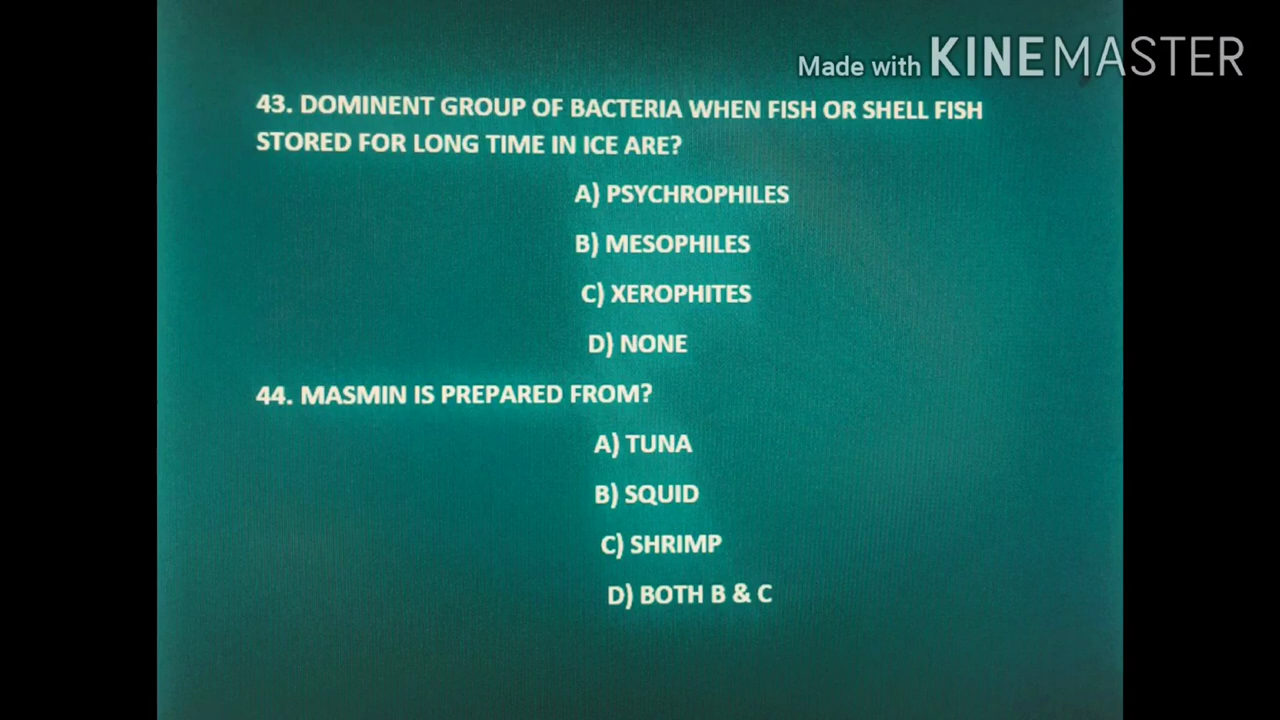 Made with KINEMASTER
43. DOMINENT GROUP OF BACTERIA WHEN FISH OR SHELL FISH
STORED FOR LONG TIME IN ICE ARE?
A) PSYCHROPHILES
B) MESOPHILES
C) XEROPHITES
D) NONE
44. MASMIN IS PREPARED FROM?
A) TUNA
B) SQUID
C) SHRIMP
D) BOTH B & C